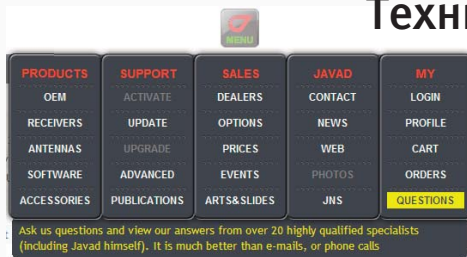 Техн
MENU
PRODUCTS SUPPORT SALES JAVAD MY
OEM ACTIVATE DEALERS CONTACT LOGIN
RECEIVERS UPDATE OPTIONS NEWS PROFILE
ANTENNAS UPGRADE PRICES WEB CART
SOFTWARE ADVANCED EVENTS PHOTOS ORDERS
ACCESSORIES PUBLICATIONS ARTS&SLIDES JNS QUESTIONS
Ask us questions and view our answers from over 20 highly qualified specialists
(including Javad himself). It is much better than e-mails, or phone calls